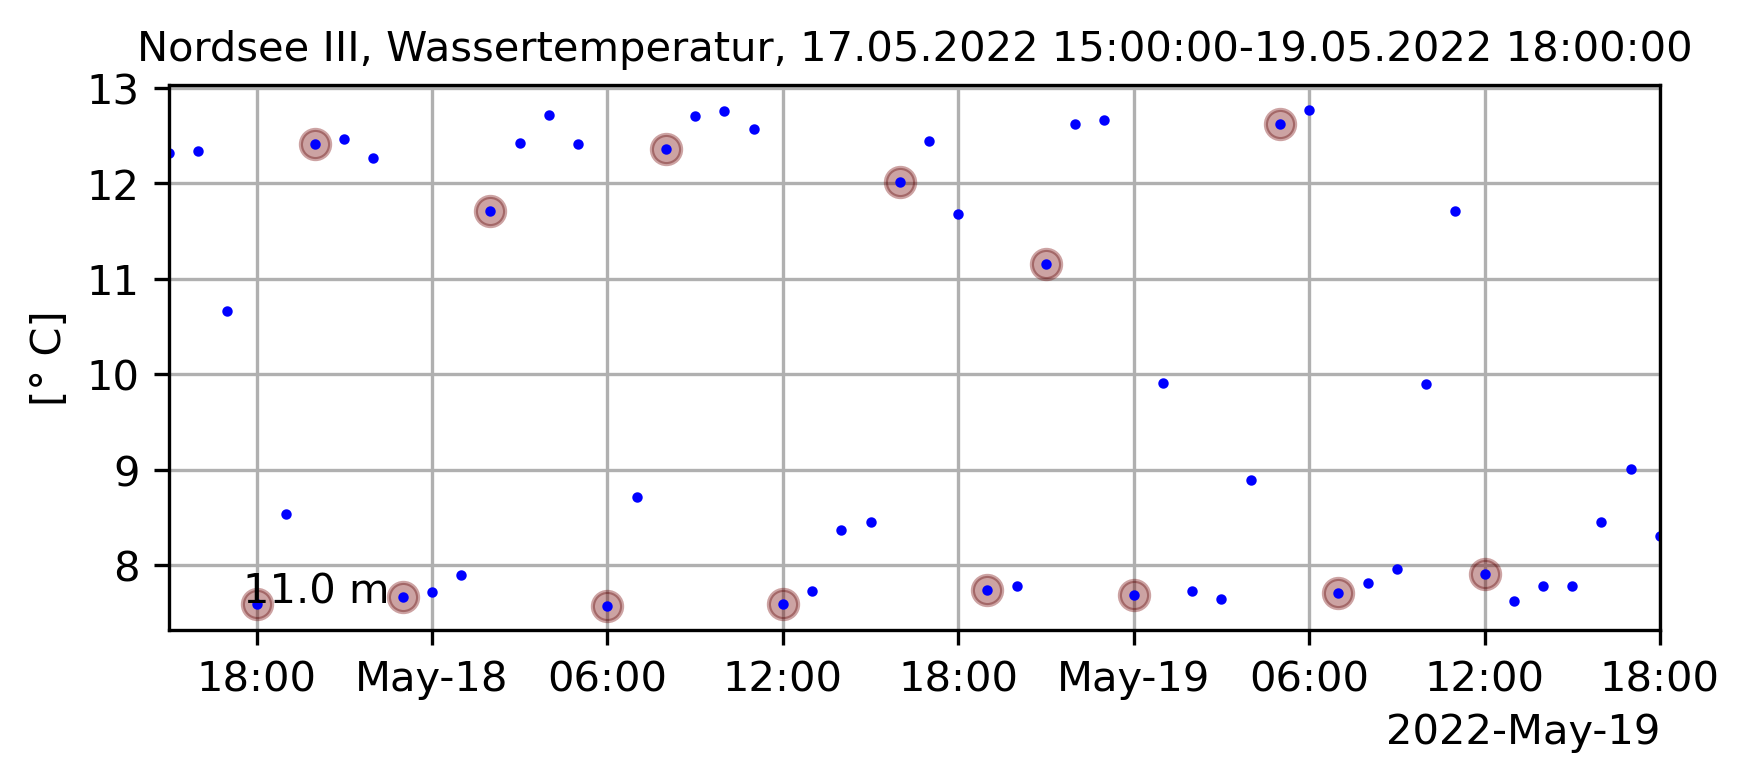 Nordsee III, Wassertemperatur, 17.05.2022 15:00:00-19.05.2022 18:00:00
13
12
11
10
9
8
[° C]
11.0 m
18:00 May-18 06:00 12:00 18:00 May-19 06:00 12:00 18:00
2022-May-19